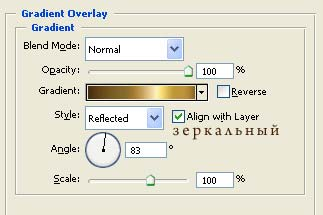 Gradient Overlay
Gradient
Blend Mode: Normal
Opacity: 100 %
Gradient: Reverse
Style: Reflected Align with Layer
зеркальный
Angle: 83 °
Scale: 100 %